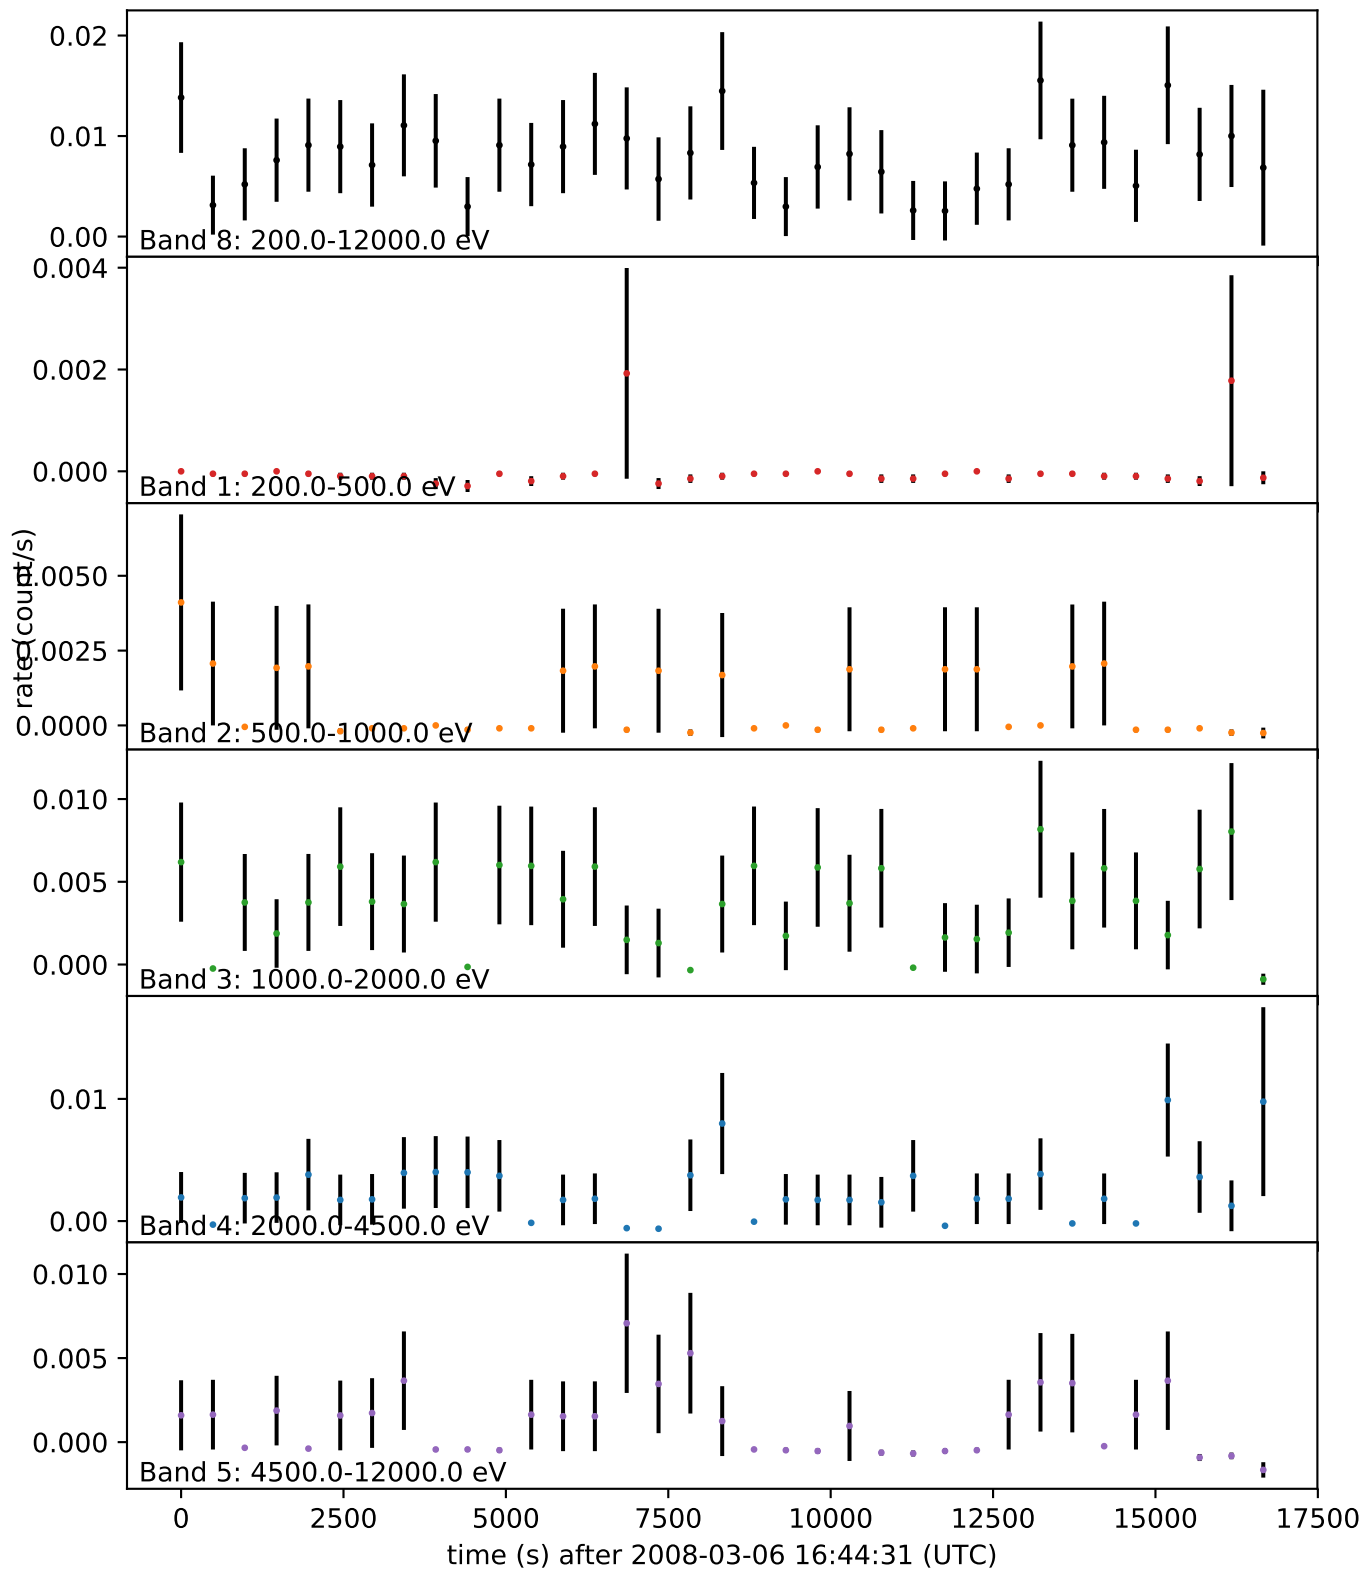 0.02
0.01
0.00
Band 8: 200.0-12000.0 eV
0.004
0.002
0.000
Band 1: 200.0-500.0 eV
rate (count/s)
0.0050
0.0025
0.0000
Band 2: 500.0-1000.0 eV
0.010
0.005
0.000
Band 3: 1000.0-2000.0 eV
0.01
0.00
Band 4: 2000.0-4500.0 eV
0.010
0.005
0.000
Band 5: 4500.0-12000.0 eV
0 2500 5000 7500 10000 12500 15000 17500
time (s) after 2008-03-06 16:44:31 (UTC)